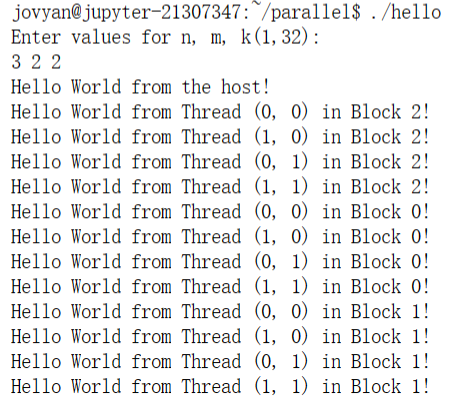 jovyan@jupyter-21307347:~/parallel$ ./hello
Enter values for n, m, k(1,32):
3 2 2
Hello World from the host!
Hello World from Thread (0, 0) in Block 2!
Hello World from Thread (1, 0) in Block 2!
Hello World from Thread (0, 1) in Block 2!
Hello World from Thread (1, 1) in Block 2!
Hello World from Thread (0, 0) in Block 0!
Hello World from Thread (1, 0) in Block 0!
Hello World from Thread (0, 1) in Block 0!
Hello World from Thread (1, 1) in Block 0!
Hello World from Thread (0, 0) in Block 1!
Hello World from Thread (1, 0) in Block 1!
Hello World from Thread (0, 1) in Block 1!
Hello World from Thread (1, 1) in Block 1!